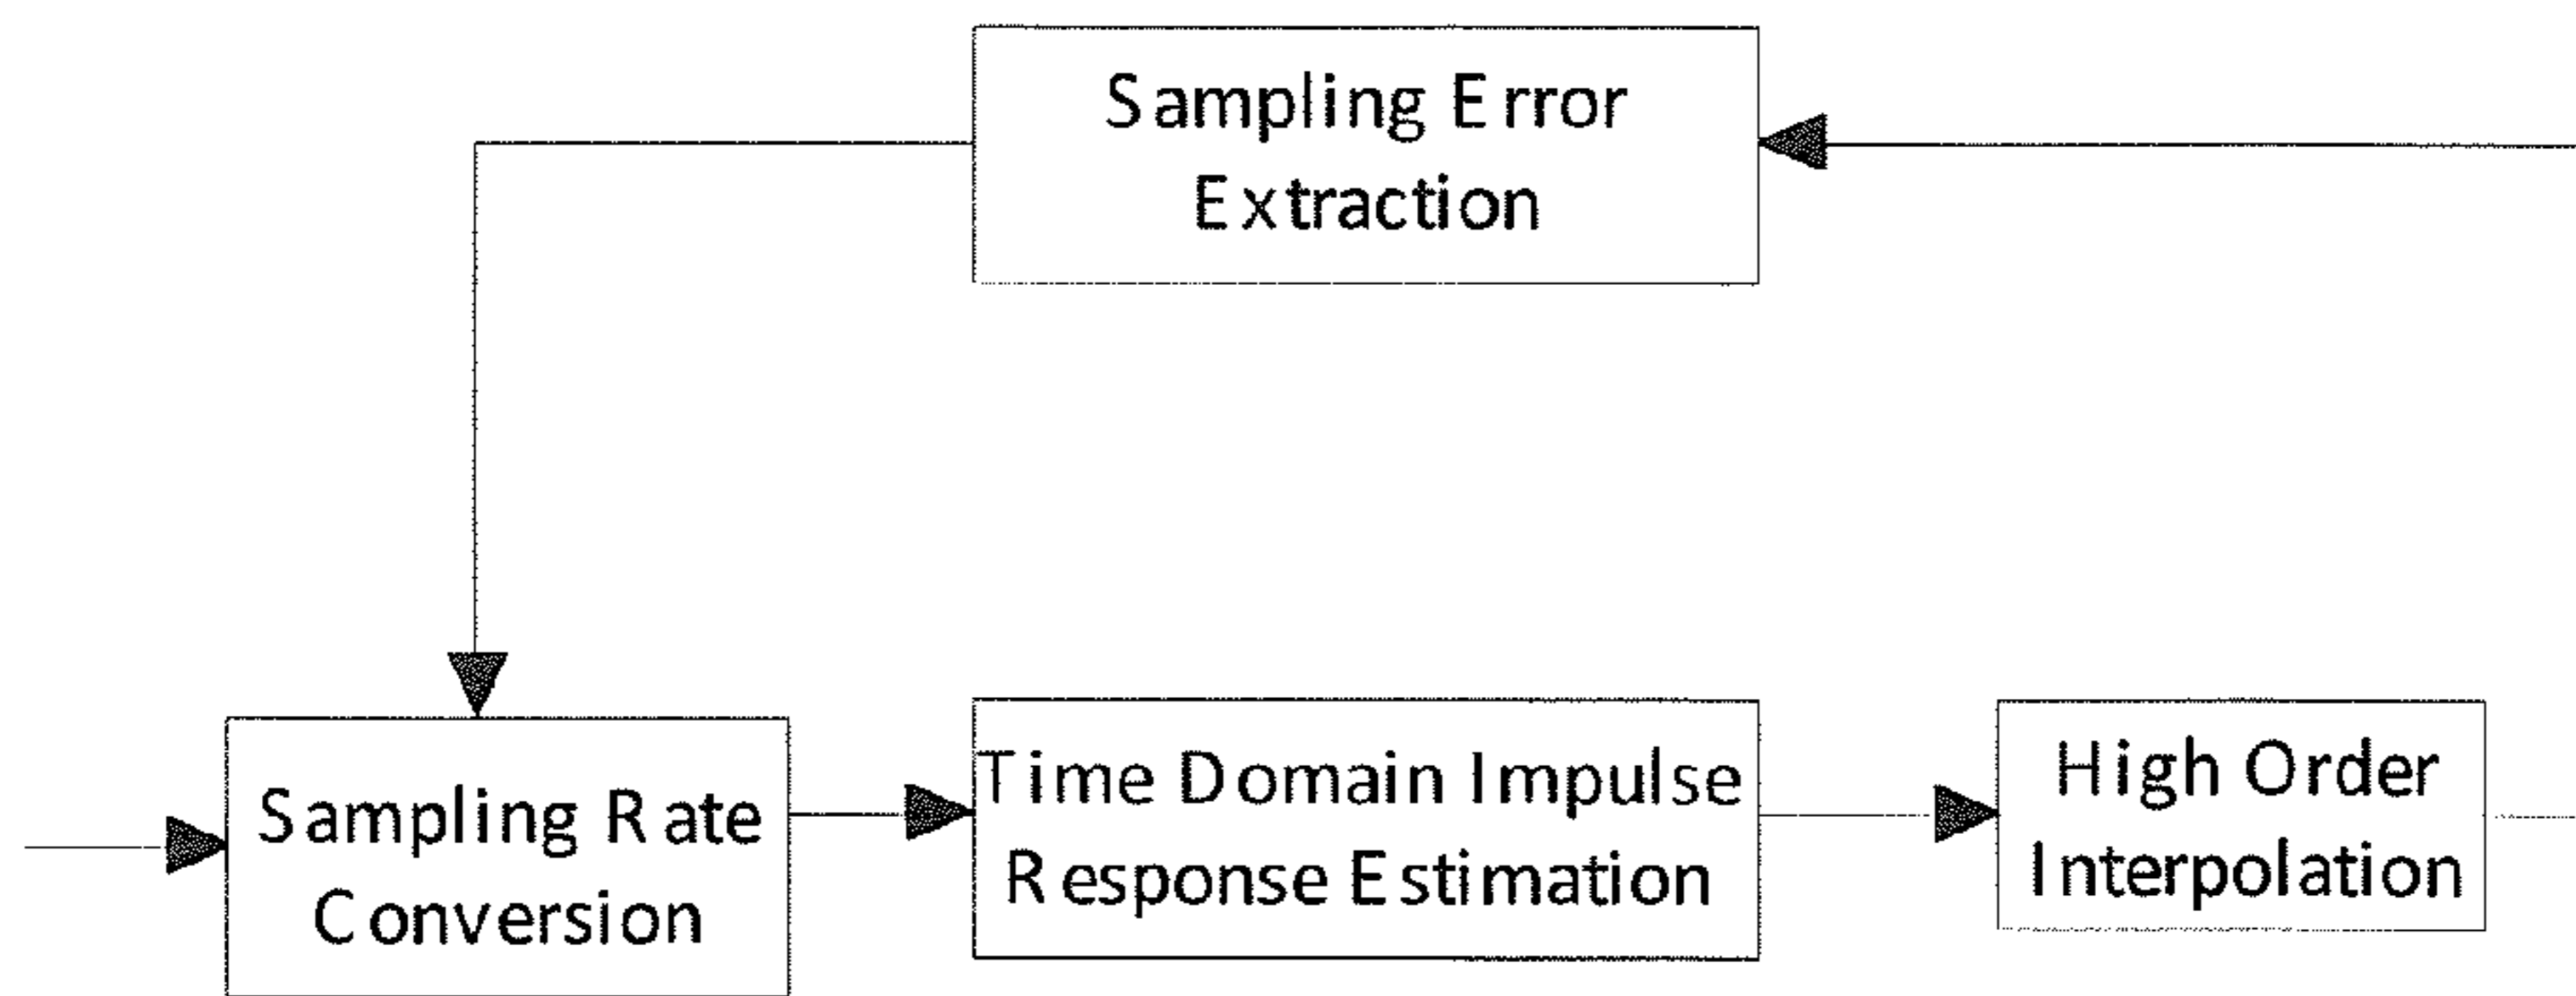 Sampling Error
Extraction
Sampling Rate
Conversion
Time Domain Impulse
Response Estimation
High Order
Interpolation